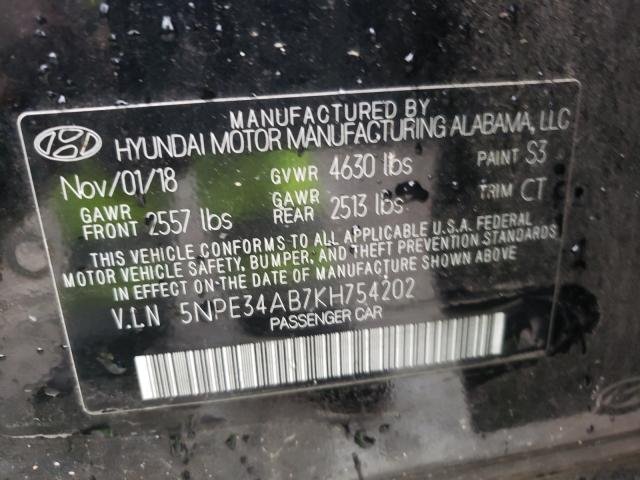 MANUFACTURED BY
HYUNDAI MOTOR MANUFACTURING ALABAMA, LLC
Nov/01/18 GVWR 4630 lbs PAINT S3
GAWR FRONT 2557 lbs GAWR REAR 2513 lbs TRIM CT
THIS VEHICLE CONFORMS TO ALL APPLICABLE U.S.A. FEDERAL
MOTOR VEHICLE SAFETY, BUMPER, AND THEFT PREVENTION STANDARDS
IN EFFECT ON THE DATE OF MANUFACTURE SHOWN ABOVE
V.I.N 5NPE34AB7KH754202
PASSENGER CAR